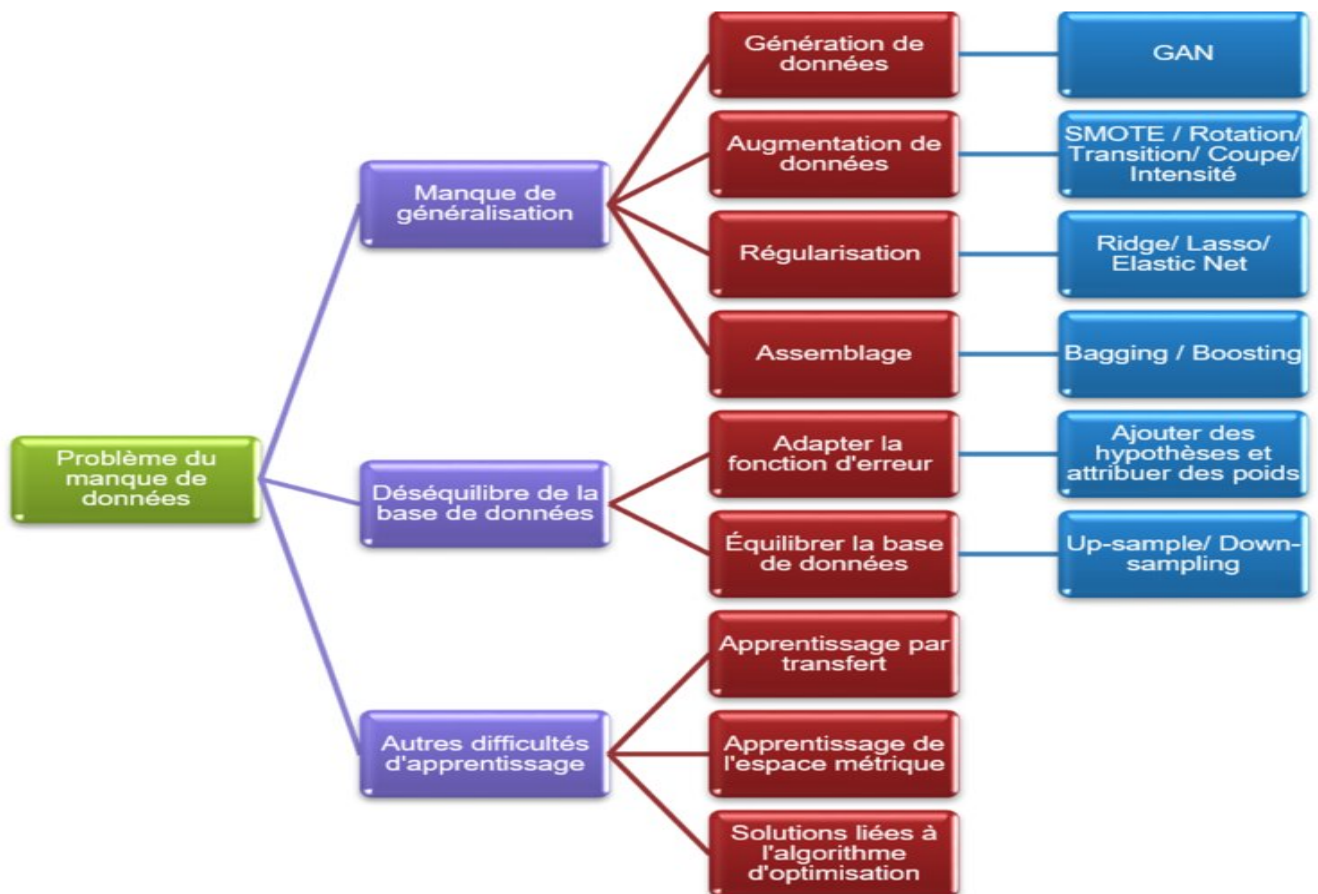 Génération de
données
GAN
Augmentation de
données
SMOTE / Rotation/
Transition/ Coupe/
Intensité
Manque de
généralisation
Régularisation
Ridge/ Lasso/
Elastic Net
Assemblage
Bagging / Boosting
Problème du
manque de
données
Déséquilibre de la
base de données
Adapter la
fonction d'erreur
Ajouter des
hypothèses et
attribuer des poids
Équilibrer la base
de données
Up-sample/ Down-
sampling
Autres difficultés
d'apprentissage
Apprentissage par
transfert
Apprentissage de
l'espace métrique
Solutions liées à
l'algorithme
d'optimisation